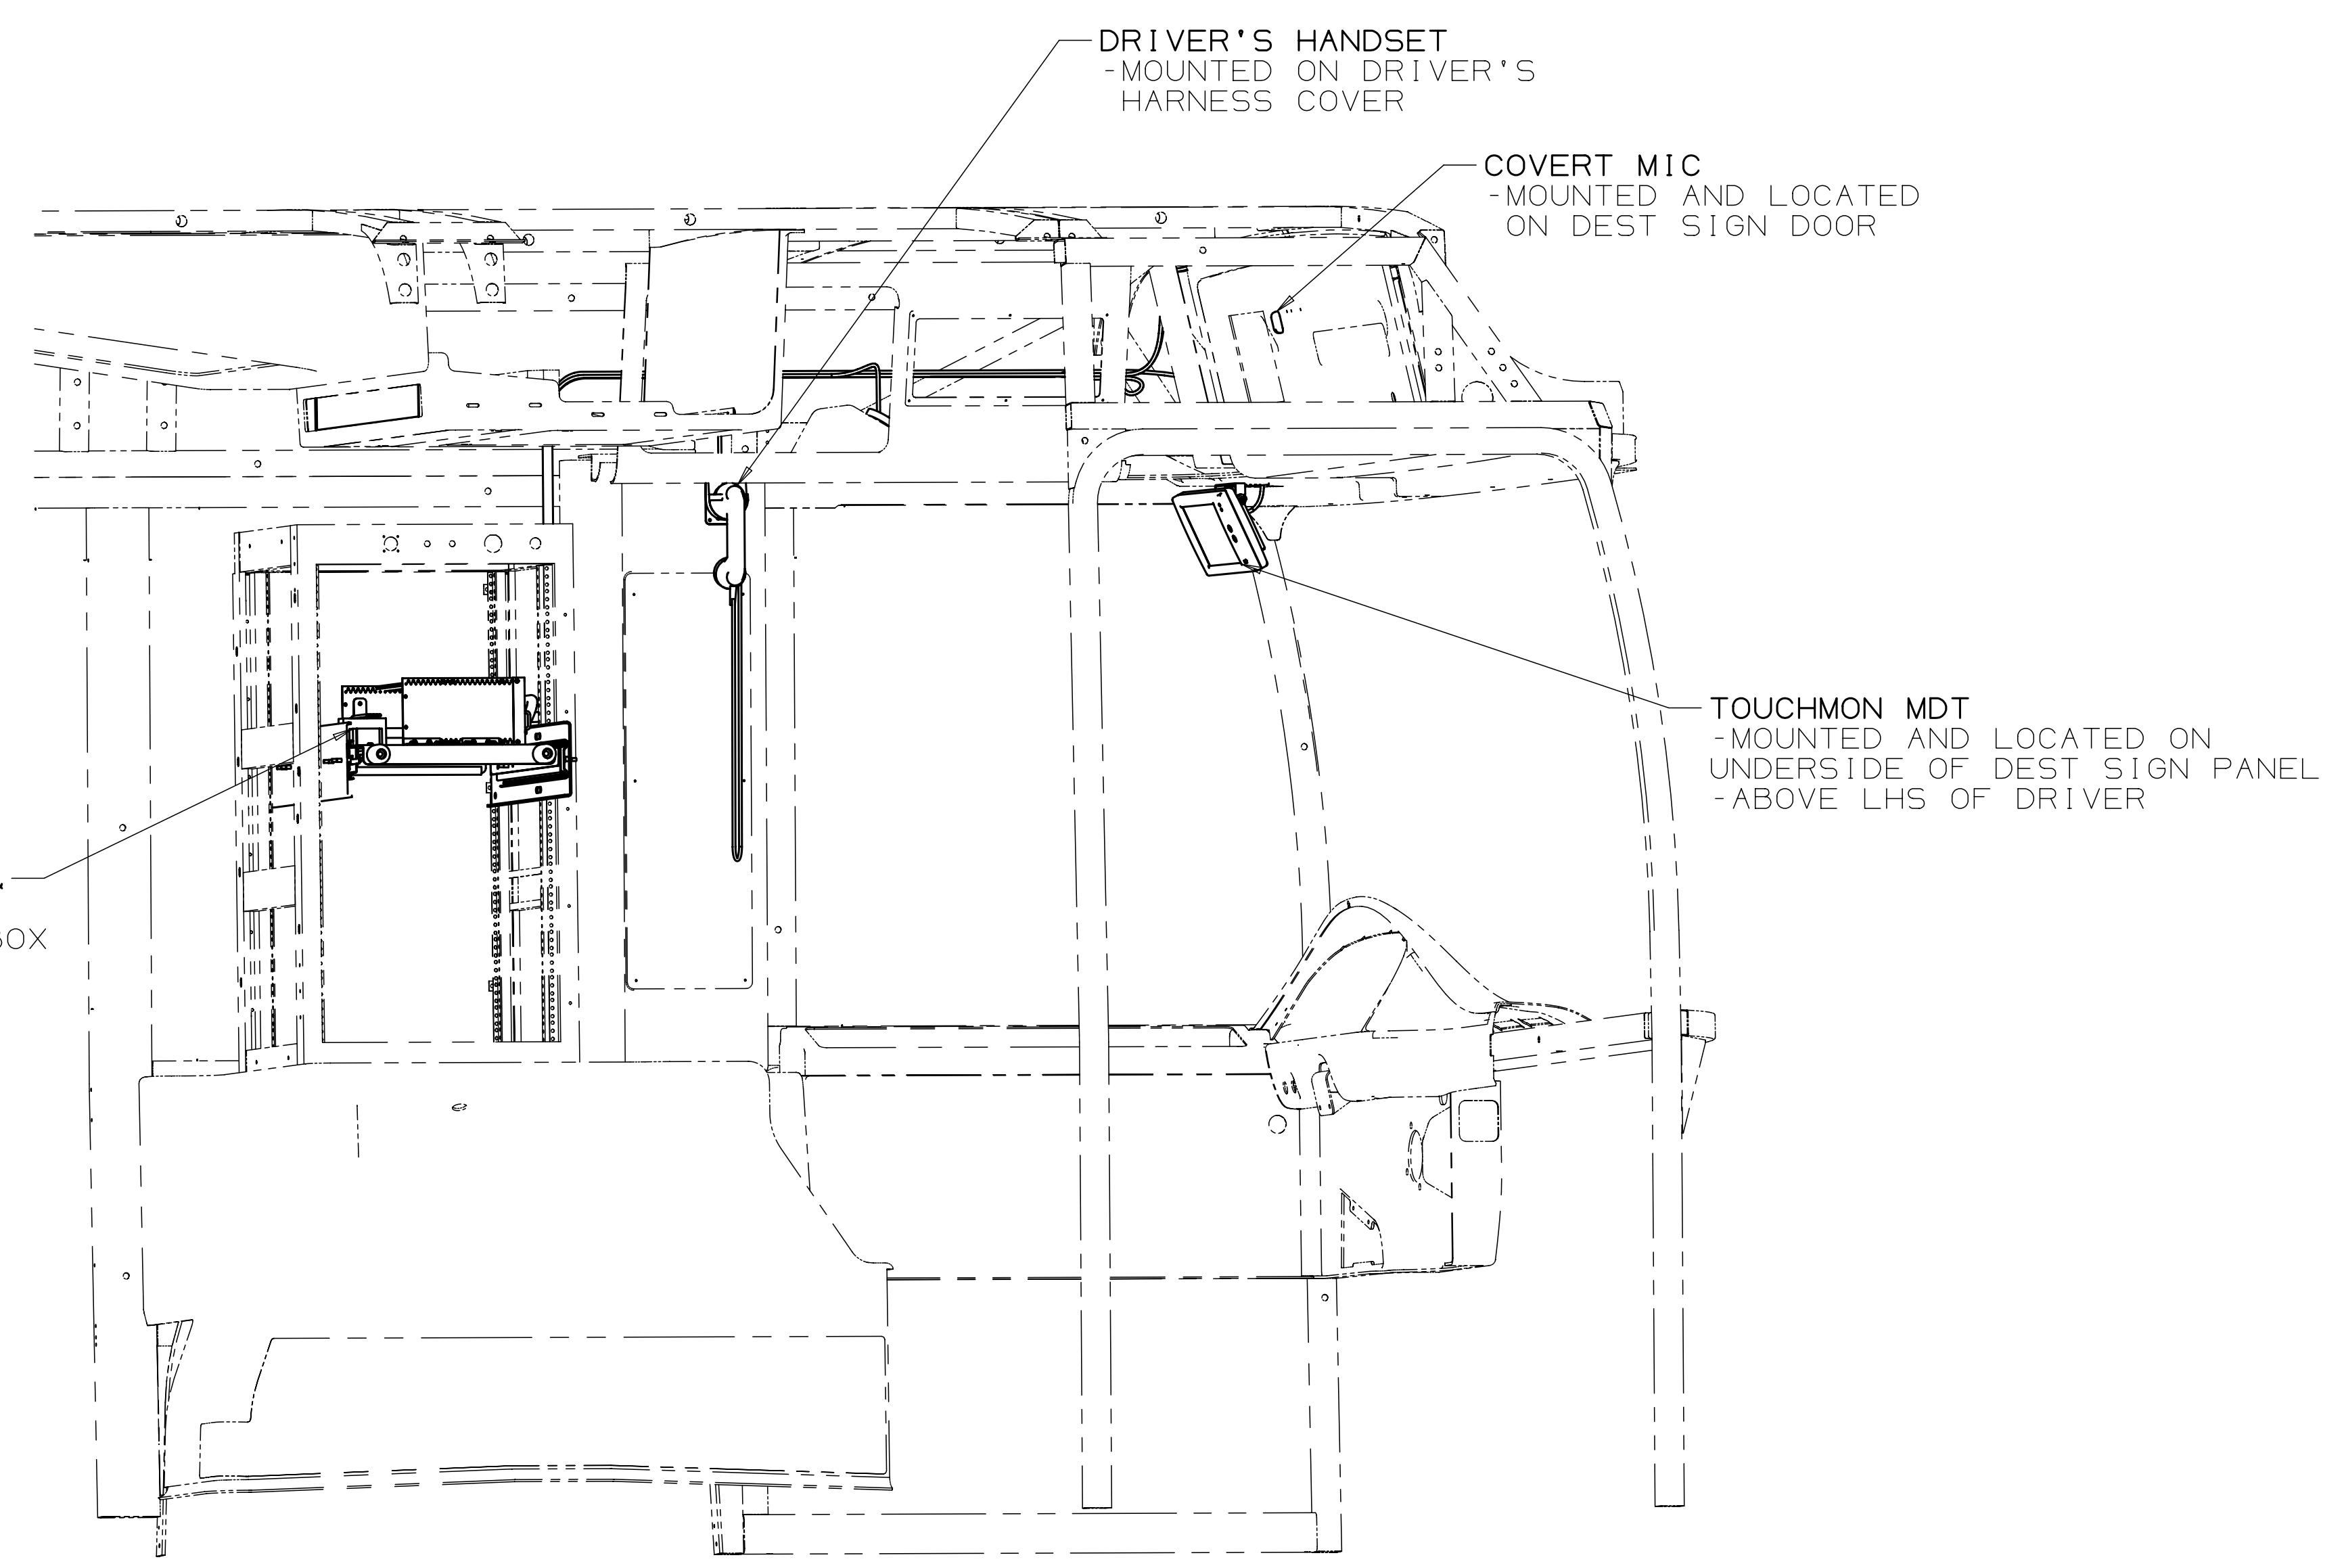 DRIVER'S HANDSET
-MOUNTED ON DRIVER'S
HARNESS COVER
COVERT MIC
-MOUNTED AND LOCATED
ON DEST SIGN DOOR
TOUCHMON MDT
-MOUNTED AND LOCATED ON
UNDERSIDE OF DEST SIGN PANEL
-ABOVE LHS OF DRIVER